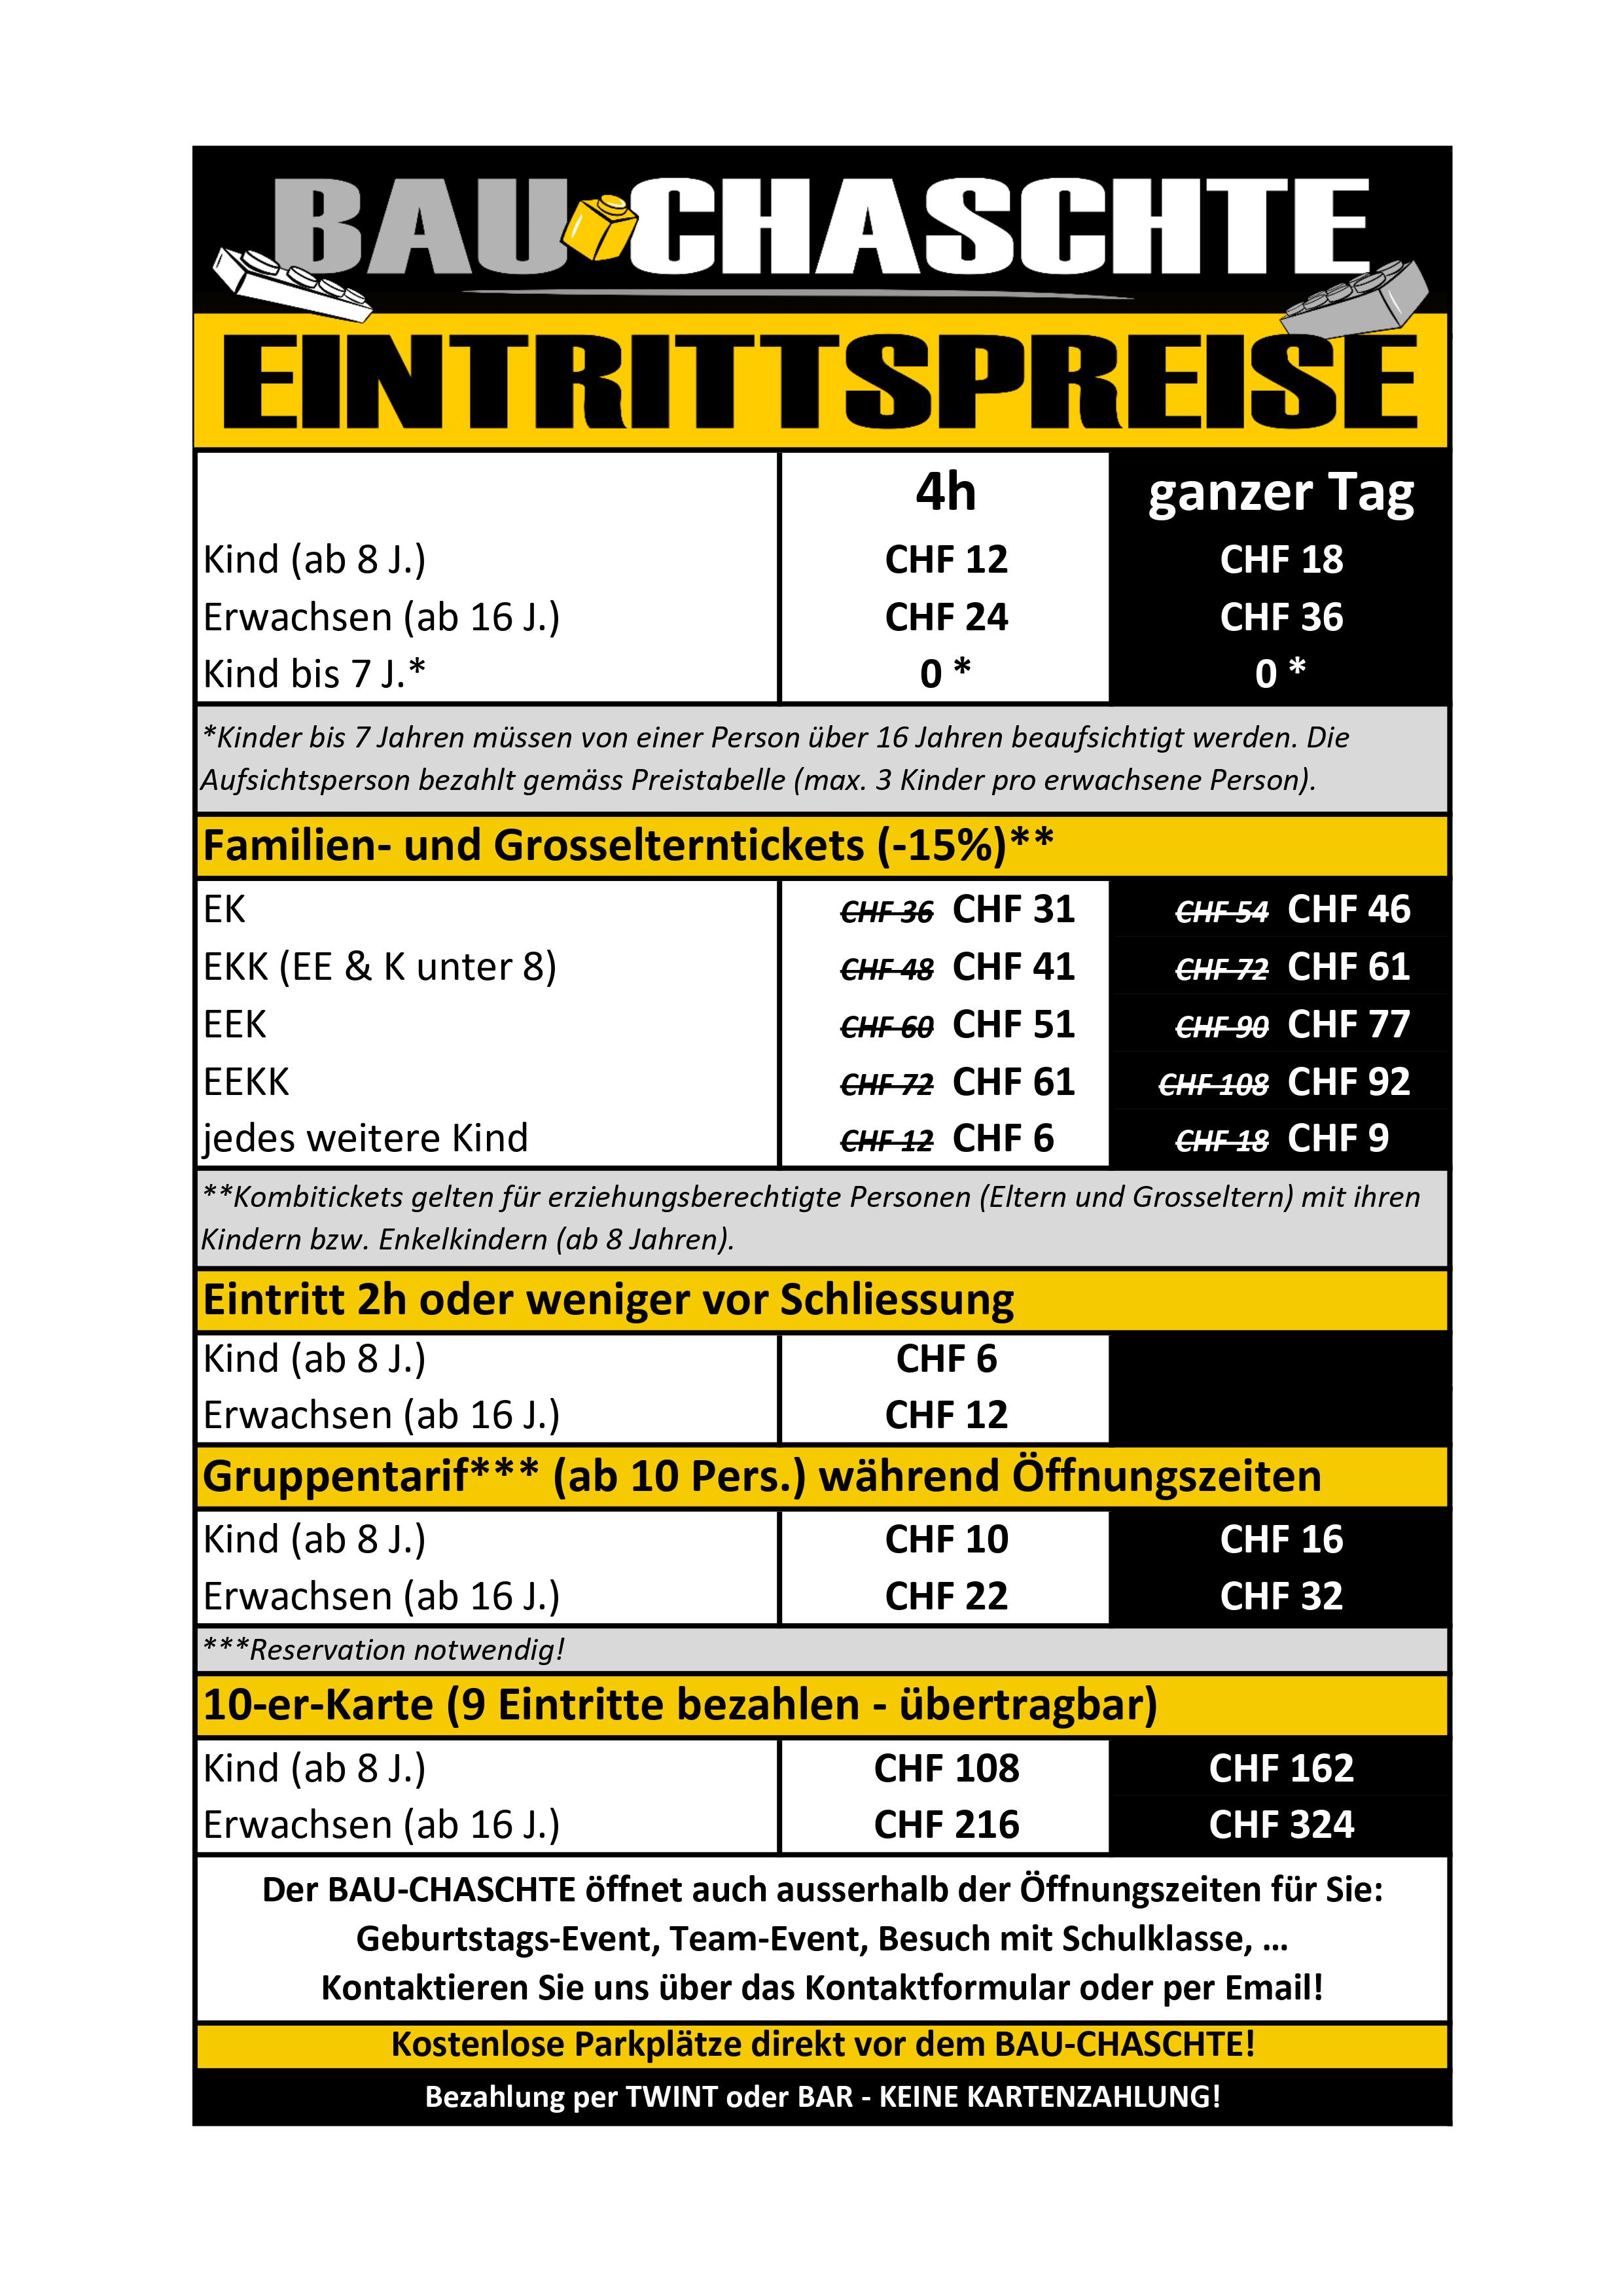 BAU CHASCHTE
EINTRITTSPREISE
4h ganzer Tag
Kind (ab 8 J.) CHF 12 CHF 18
Erwachsen (ab 16 J.) CHF 24 CHF 36
Kind bis 7 J.* 0 * 0 *
*Kinder bis 7 Jahren müssen von einer Person über 16 Jahren beaufsichtigt werden. Die
Aufsichtsperson bezahlt gemäss Preistabelle (max. 3 Kinder pro erwachsene Person).
Familien- und Grosselterntickets (-15%)**
EK CHF 36 CHF 31 CHF 54 CHF 46
EKK (EE & K unter 8) CHF 48 CHF 41 CHF 72 CHF 61
EEK CHF 60 CHF 51 CHF 90 CHF 77
EEKK CHF 72 CHF 61 CHF 108 CHF 92
jedes weitere Kind CHF 12 CHF 6 CHF 18 CHF 9
**Kombitickets gelten für erziehungsberechtigte Personen (Eltern und Grosseltern) mit ihren
Kindern bzw. Enkelkindern (ab 8 Jahren).
Eintritt 2h oder weniger vor Schliessung
Kind (ab 8 J.) CHF 6
Erwachsen (ab 16 J.) CHF 12
Gruppentarif*** (ab 10 Pers.) während Öffnungszeiten
Kind (ab 8 J.) CHF 10 CHF 16
Erwachsen (ab 16 J.) CHF 22 CHF 32
***Reservation notwendig!
10-er-Karte (9 Eintritte bezahlen - übertragbar)
Kind (ab 8 J.) CHF 108 CHF 162
Erwachsen (ab 16 J.) CHF 216 CHF 324
Der BAU-CHASCHTE öffnet auch ausserhalb der Öffnungszeiten für Sie:
Geburtstags-Event, Team-Event, Besuch mit Schulklasse, ...
Kontaktieren Sie uns über das Kontaktformular oder per Email!
Kostenlose Parkplätze direkt vor dem BAU-CHASCHTE!
Bezahlung per TWINT oder BAR - KEINE KARTENZAHLUNG!